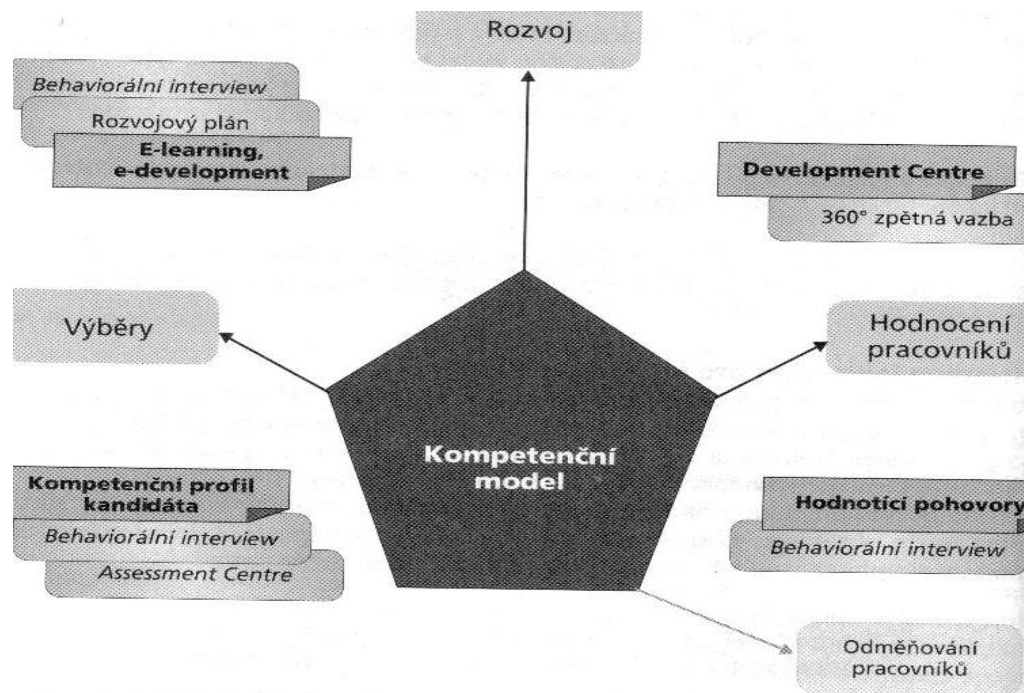 Rozvoj
Behaviorální interview
Rozvojový plán
E-learning,
e-development
Development Centre
360° zpětná vazba
Výběry
Hodnocení
pracovníků
Kompetenční
model
Kompetenční profil
kandidáta
Behaviorální interview
Assessment Centre
Hodnotící pohovory
Behaviorální interview
Odměňování
pracovníků